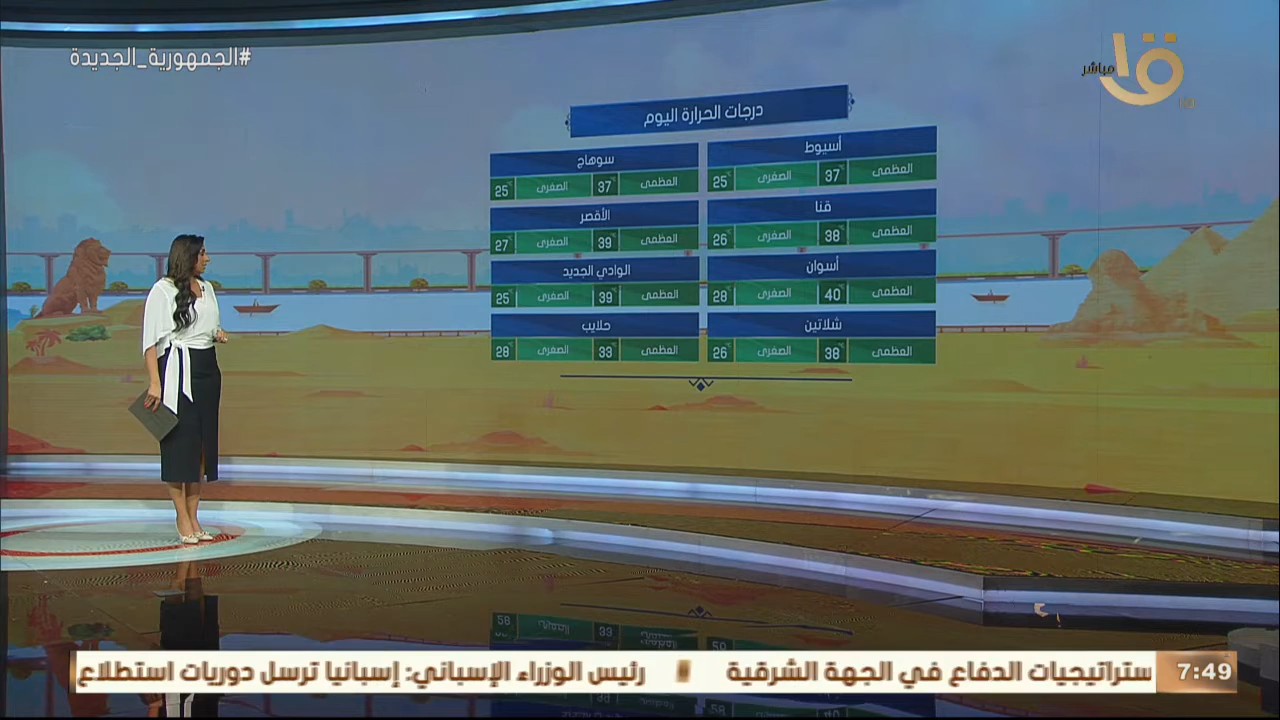 #الجمهورية_الجديدة
مباشر
درجات الحرارة اليوم
أسيوط
العظمى 37 الصغرى 25
سوهاج
العظمى 37 الصغرى 25
قنا
العظمى 38 الصغرى 26
الأقصر
العظمى 39 الصغرى 27
أسوان
العظمى 40 الصغرى 28
الوادي الجديد
العظمى 39 الصغرى 25
شلاتين
العظمى 38 الصغرى 26
حلايب
العظمى 33 الصغرى 28
7:49 ستراتيجيات الدفاع في الجهة الشرقية رئيس الوزراء الإسباني: إسبانيا ترسل دوريات استطلاع